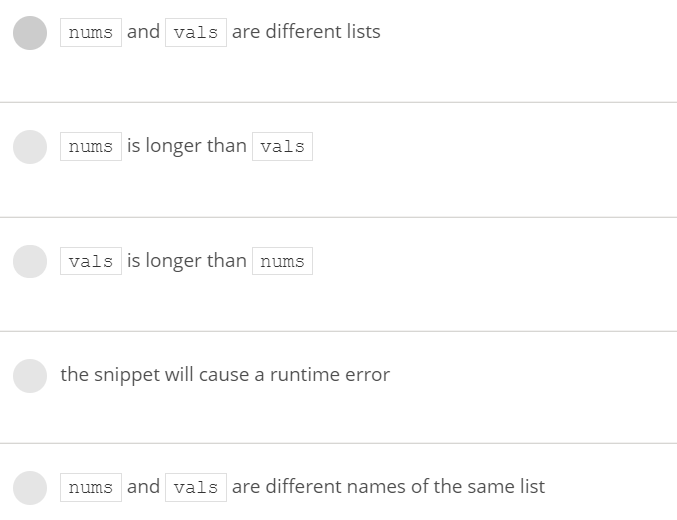 nums and vals are different lists
nums is longer than vals
vals is longer than nums
the snippet will cause a runtime error
nums and vals are different names of the same list